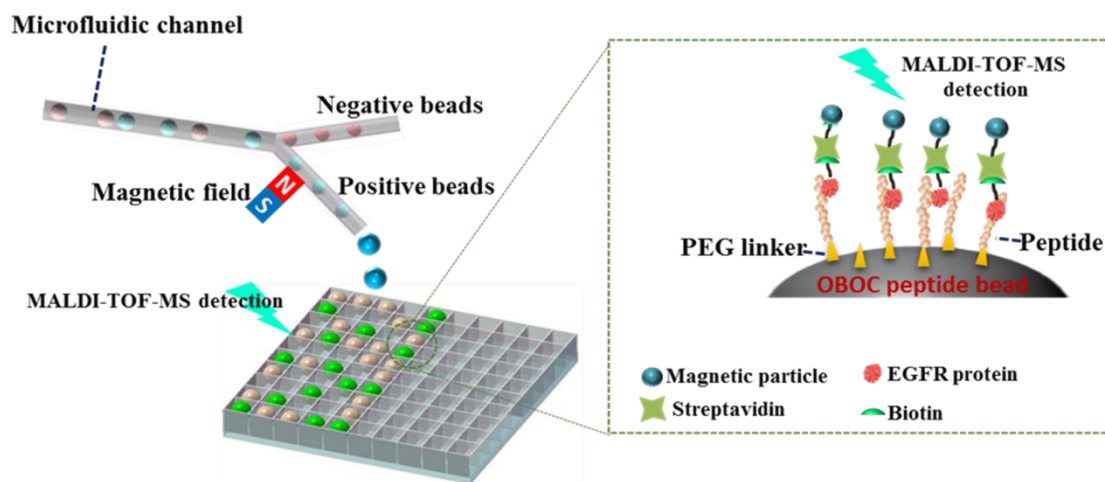 Microfluidic channel
Negative beads
Magnetic field
N
S
Positive beads
MALDI-TOF-MS detection
MALDI-TOF-MS
detection
PEG linker
Peptide
OBOC peptide bead
Magnetic particle
EGFR protein
Streptavidin
Biotin